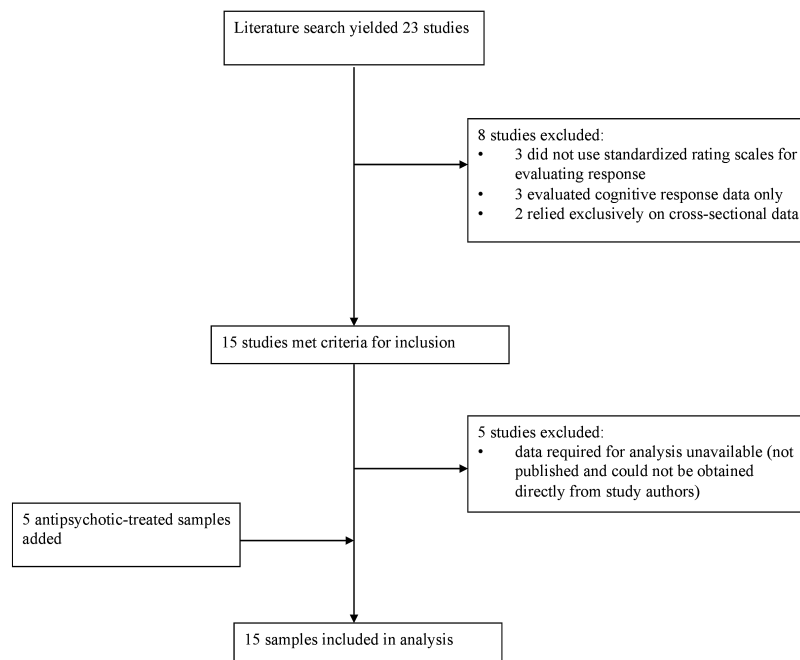 Literature search yielded 23 studies
8 studies excluded:
• 3 did not use standardized rating scales for
evaluating response
• 3 evaluated cognitive response data only
• 2 relied exclusively on cross-sectional data
15 studies met criteria for inclusion
5 studies excluded:
• data required for analysis unavailable (not
published and could not be obtained
directly from study authors)
5 antipsychotic-treated samples
added
15 samples included in analysis